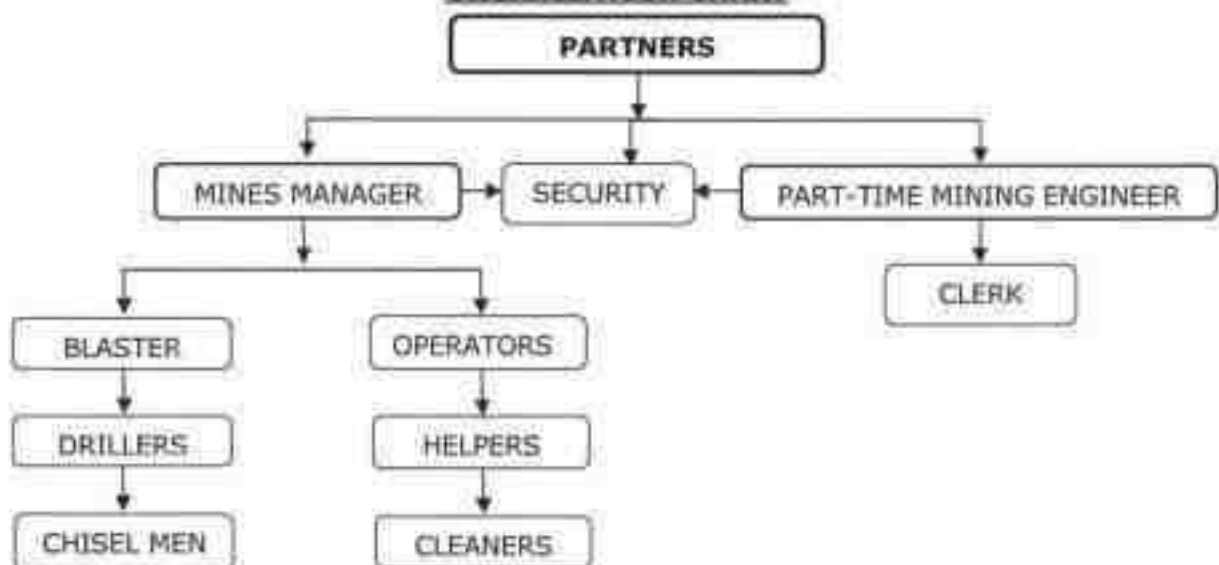 PARTNERS
MINES MANAGER
SECURITY
PART-TIME MINING ENGINEER
CLERK
BLASTER
OPERATORS
DRILLERS
HELPERS
CHISEL MEN
CLEANERS